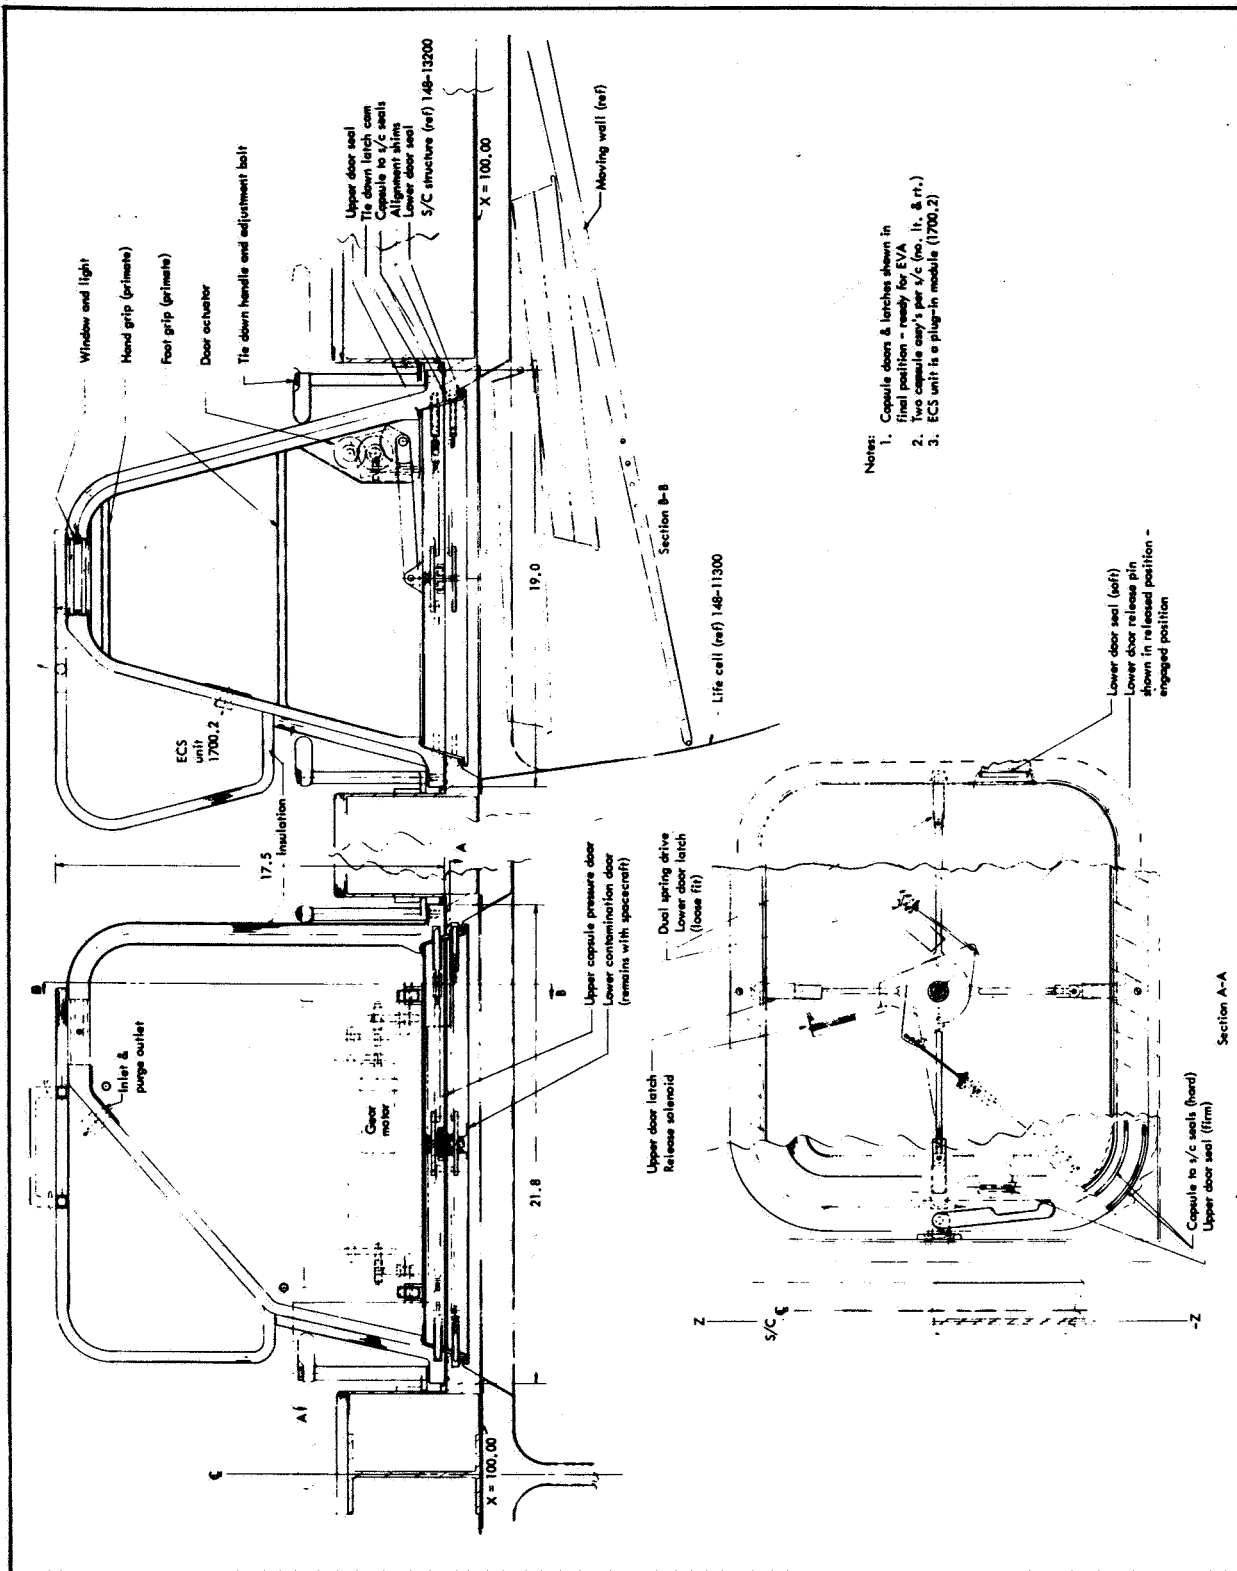 Window and light
Hand grip (primate)
Foot grip (primate)
Door actuator
Tie down handle and adjustment bolt
Upper door seal
Tie down latch cam
Capsule to s/c seals
Alignment shims
Lower door seal
S/C structure (ref) 148-13200
X = 100.00
Moving wall (ref)
ECS
unit
1700.2
Insulation
17.5
19.0
Section B-B
Life cell (ref) 148-11300
Notes:
1. Capsule doors & latches shown in
final position - ready for EVA
2. Two capsule assy's per s/c (no. lt. & rt.)
3. ECS unit is a plug-in module (1700.2)
B
B
A
A
Inlet &
purge outlet
Gear
motor
Upper capsule pressure door
Lower contamination door
(remains with spacecraft)
21.8
X = 100.00
Upper door latch
Release solenoid
Dual spring drive
Lower door latch
(loose fit)
Lower door seal (soft)
Lower door release pin
shown in released position -
engaged position
Capsule to s/c seals (hard)
Upper door seal (firm)
Z
S/C
-Z
Section A-A